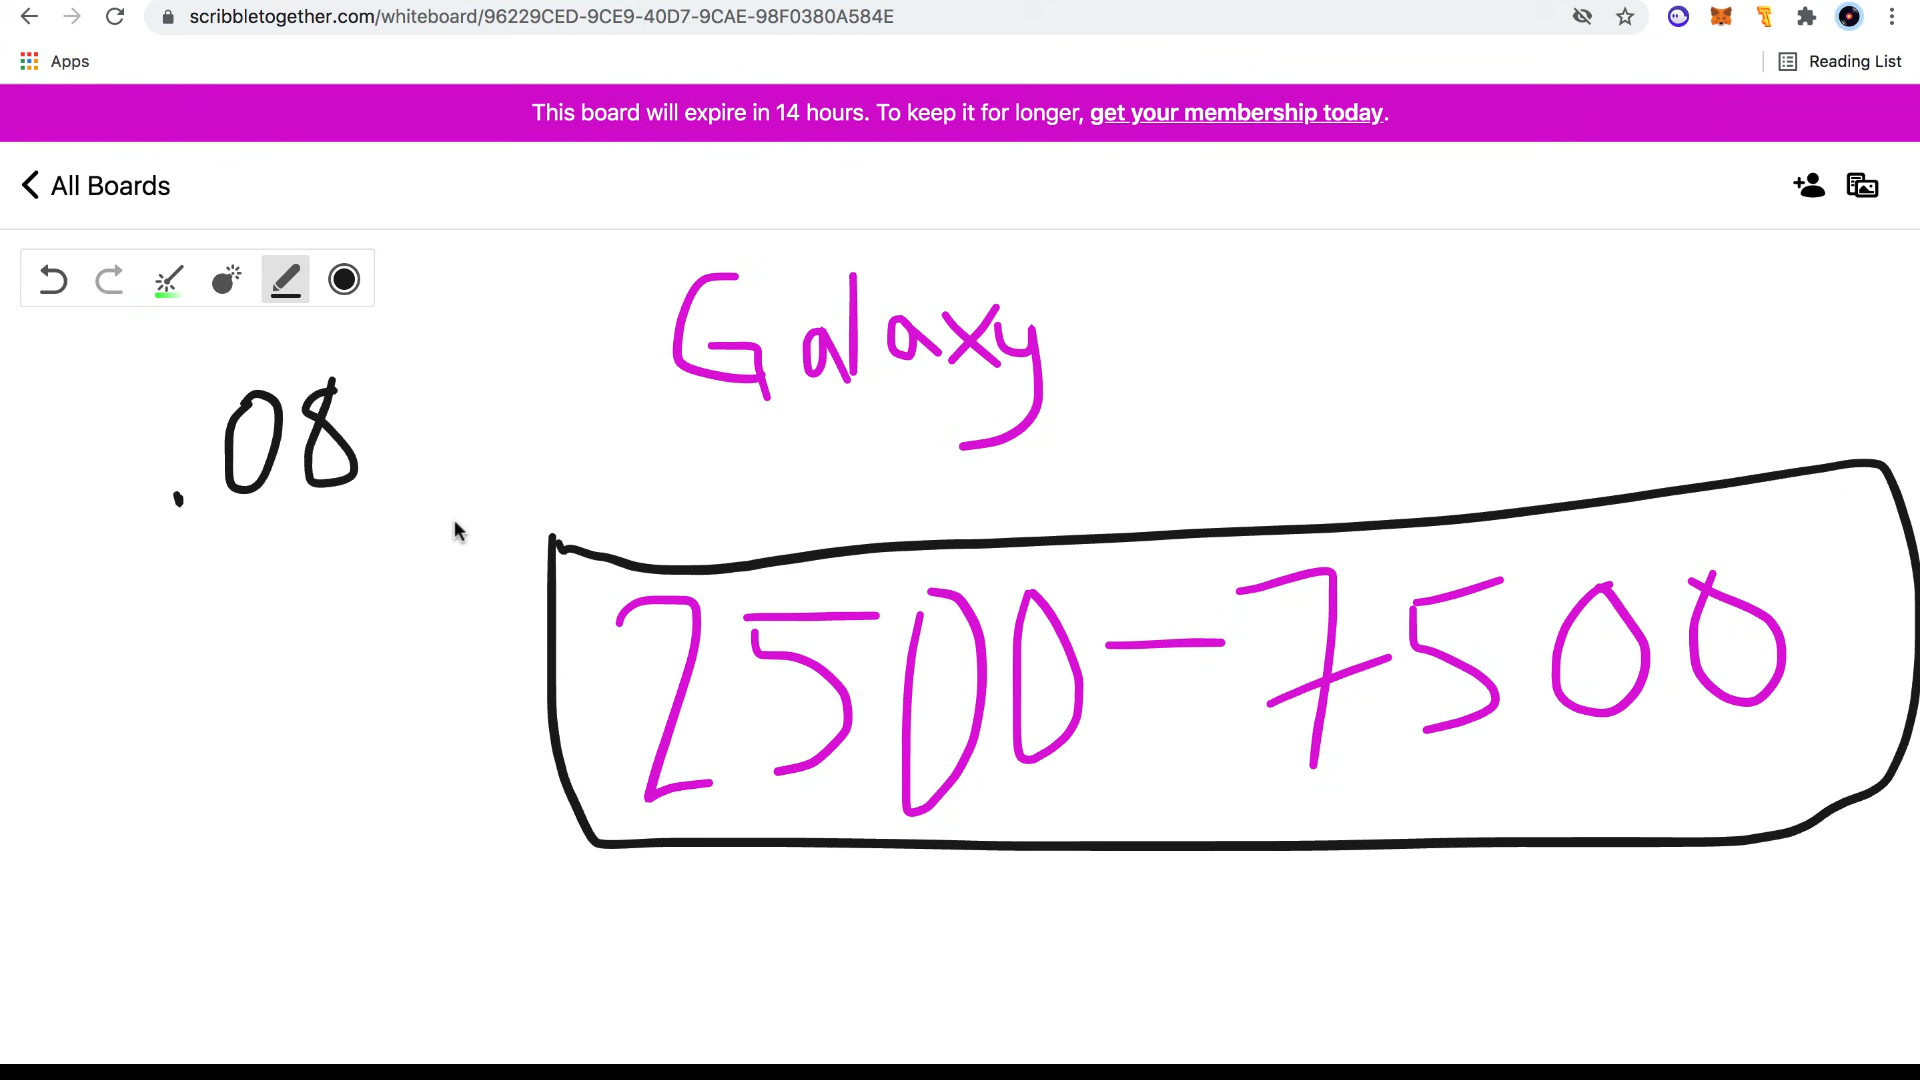 scribbletogether.com/whiteboard/96229CED-9CE9-40D7-9CAE-98F0380A584E
Apps
Reading List
This board will expire in 14 hours. To keep it for longer, get your membership today.
All Boards
Galaxy
.08
2500-7500